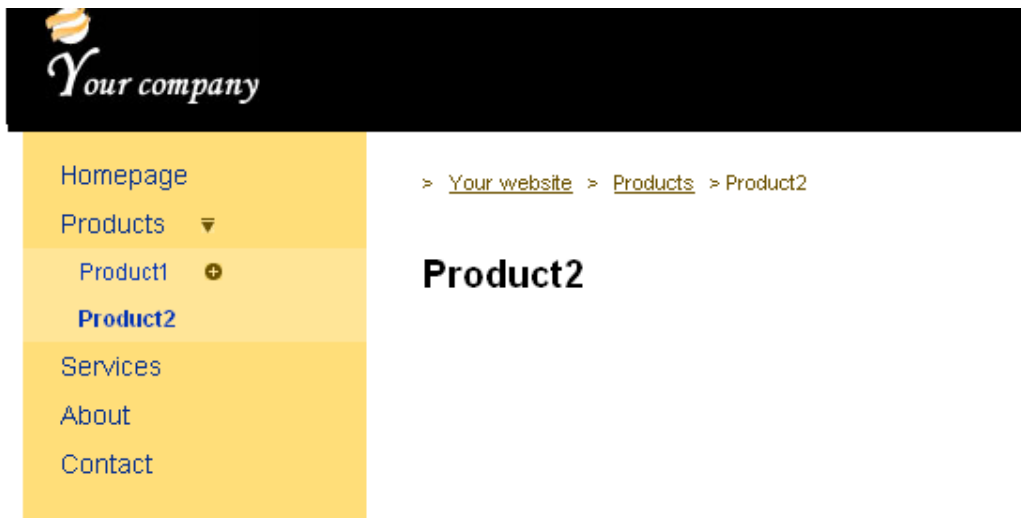 Your company
Homepage
Products
Product1
Product2
Services
About
Contact
> Your website > Products > Product2
Product2